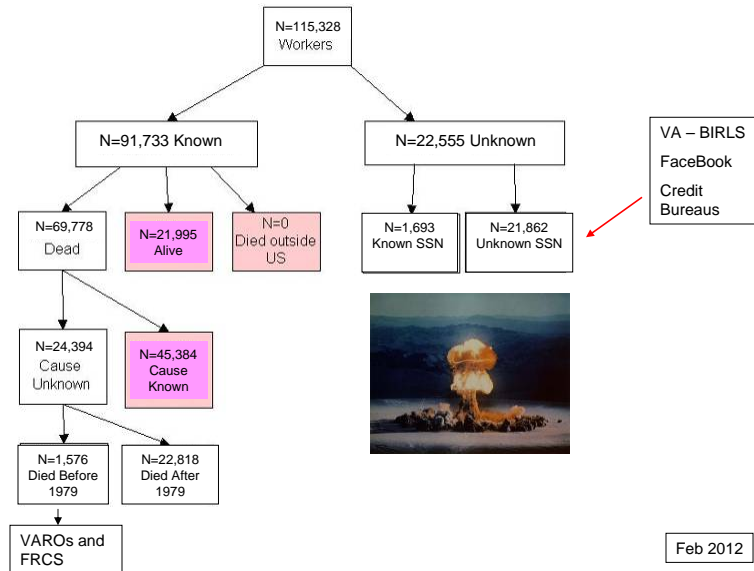 N=115,328
Workers
N=91,733 Known
N=22,555 Unknown
VA – BIRLS
FaceBook
Credit
Bureaus
N=69,778
Dead
N=21,995
Alive
N=0
Died outside
US
N=1,693
Known SSN
N=21,862
Unknown SSN
N=24,394
Cause
Unknown
N=45,384
Cause
Known
N=1,576
Died Before
1979
N=22,818
Died After
1979
VAROs and
FRCS
Feb 2012